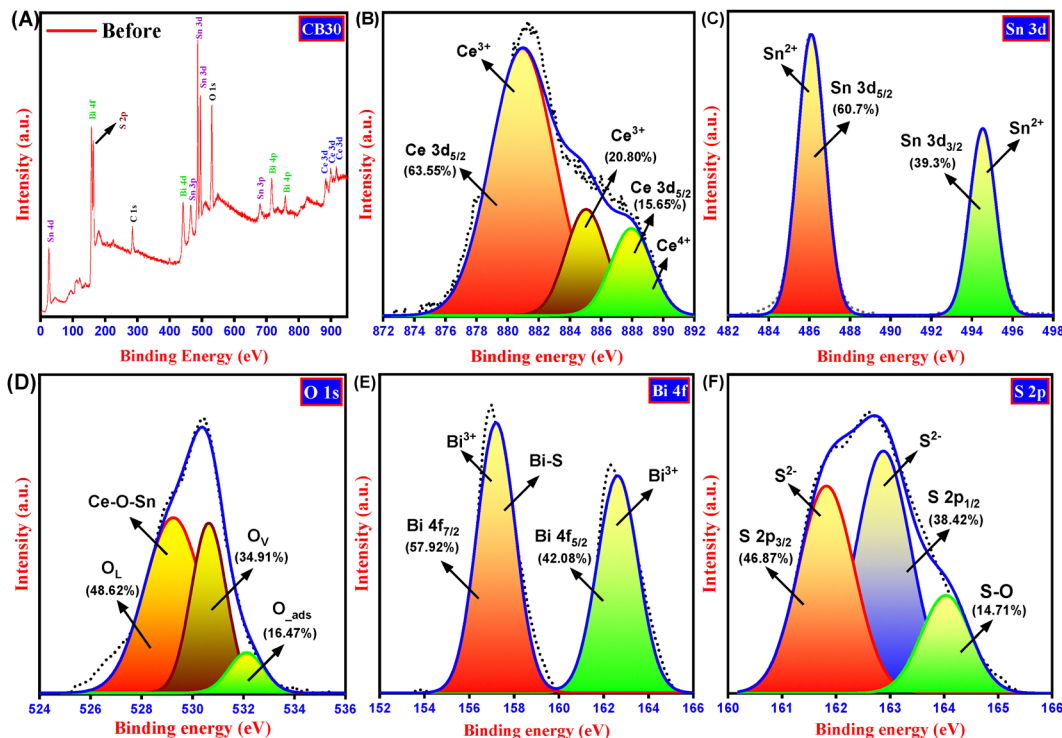 (A)
Before
CB30
Intensity (a.u.)
Sn 4d
Bi 4f
S 2p
C 1s
Bi 4d
Sn 3p
Sn 3d
Sn 3d
O 1s
Sn 3p
Bi 4p
Bi 4p
Ce 3d
Ce 3d
Ce 3d
0 100 200 300 400 500 600 700 800 900
Binding Energy (eV)
(B)
Intensity (a.u.)
Ce³⁺
Ce 3d₅/₂
(63.55%)
Ce³⁺
(20.80%)
Ce 3d₅/₂
(15.65%)
Ce⁴⁺
872 874 876 878 880 882 884 886 888 890 892
Binding energy (eV)
(C)
Sn 3d
Intensity (a.u.)
Sn²⁺
Sn 3d₅/₂
(60.7%)
Sn 3d₃/₂
(39.3%)
Sn²⁺
482 484 486 488 490 492 494 496 498
Binding energy (eV)
(D)
O 1s
Intensity (a.u.)
Ce-O-Sn
O_L
(48.62%)
O_V
(34.91%)
O_ads
(16.47%)
524 526 528 530 532 534 536
Binding energy (eV)
(E)
Bi 4f
Intensity (a.u.)
Bi³⁺
Bi-S
Bi³⁺
Bi 4f₇/₂
(57.92%)
Bi 4f₅/₂
(42.08%)
152 154 156 158 160 162 164 166
Binding energy (eV)
(F)
S 2p
Intensity (a.u.)
S²⁻
S²⁻
S 2p₃/₂
(46.87%)
S 2p₁/₂
(38.42%)
S-O
(14.71%)
160 161 162 163 164 165 166
Binding energy (eV)